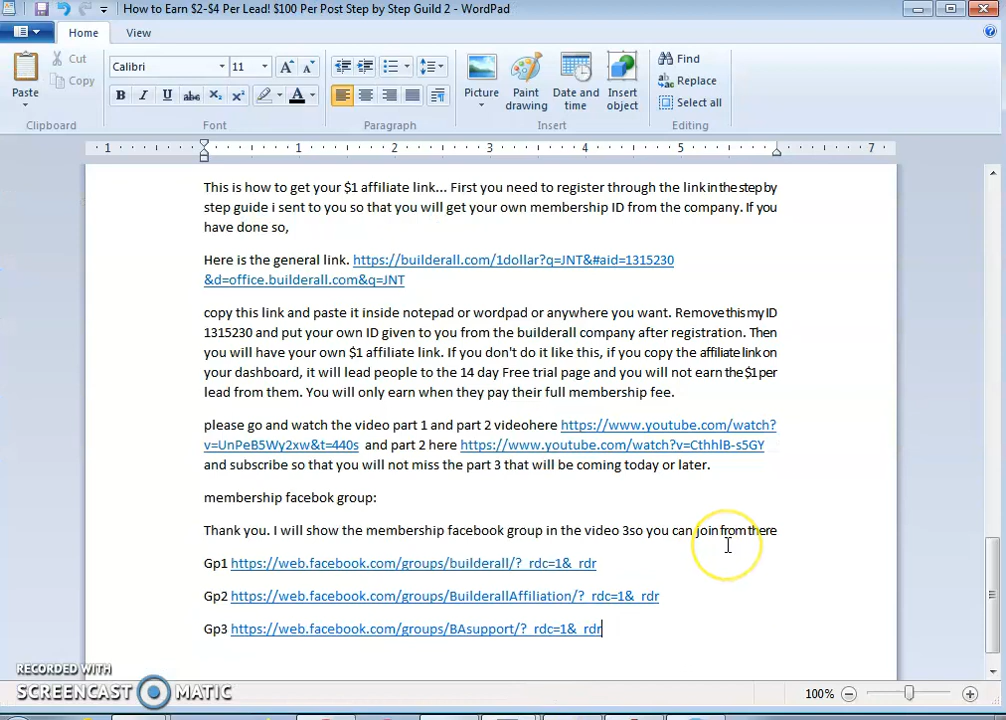 How to Earn $2-$4 Per Lead! $100 Per Post Step by Step Guild 2 - WordPad
Home View
Cut
Copy
Paste
Clipboard
Calibri 11
Font
Paragraph
Picture
Paint drawing
Date and time
Insert object
Insert
Find
Replace
Select all
Editing
1 1 2 3 4 5 7
This is how to get your $1 affiliate link... First you need to register through the link in the step by
step guide i sent to you so that you will get your own membership ID from the company. If you
have done so,
Here is the general link. https://builderall.com/1dollar?q=JNT&#aid=1315230
&d=office.builderall.com&q=JNT
copy this link and paste it inside notepad or wordpad or anywhere you want. Remove this my ID
1315230 and put your own ID given to you from the builderall company after registration. Then
you will have your own $1 affiliate link. If you don't do it like this, if you copy the affiliate link on
your dashboard, it will lead people to the 14 day Free trial page and you will not earn the $1 per
lead from them. You will only earn when they pay their full membership fee.
please go and watch the video part 1 and part 2 videohere https://www.youtube.com/watch?
v=UnPeB5Wy2xw&t=440s and part 2 here https://www.youtube.com/watch?v=CthhlB-s5GY
and subscribe so that you will not miss the part 3 that will be coming today or later.
membership facebok group:
Thank you. I will show the membership facebook group in the video 3so you can join from there
Gp1 https://web.facebook.com/groups/builderall/?_rdc=1&_rdr
Gp2 https://web.facebook.com/groups/BuilderallAffiliation/?_rdc=1&_rdr
Gp3 https://web.facebook.com/groups/BAsupport/?_rdc=1&_rdr
RECORDED WITH
SCREENCAST MATIC
100%